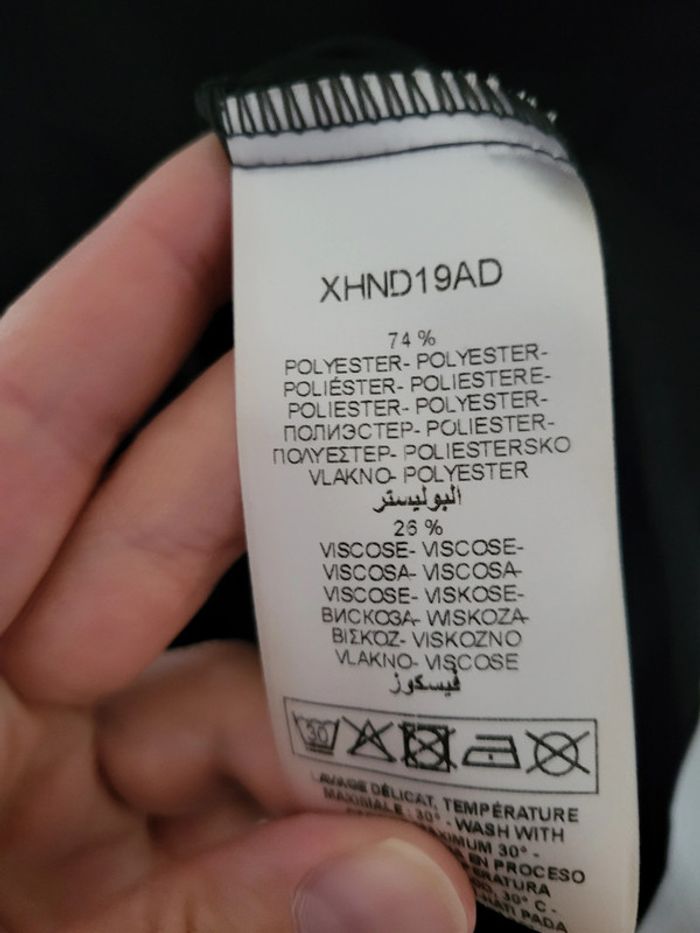 XHND19AD
74 %
POLYESTER- POLYESTER-
POLIÉSTER- POLIESTERE-
POLIESTER- POLYESTER-
ПОЛИЭСТЕР- POLIESTER-
ΠΟΛΥΕΣΤΕΡ- POLIESTERSKO
VLAKNO- POLYESTER
البوليستر
26 %
VISCOSE- VISCOSE-
VISCOSA- VISCOSA-
VISCOSE- VISKOSE-
ВИСКОЗА- WISKOZA-
ΒΙΣΚΌΖ- VISKOZNO
VLAKNO- VISCOSE
فيسكوز
30
LAVAGE DÉLICAT, TEMPÉRATURE
MAXIMALE : 30° - WASH WITH
MAXIMUM 30° -
EN PROCESO
30° C -
PADA